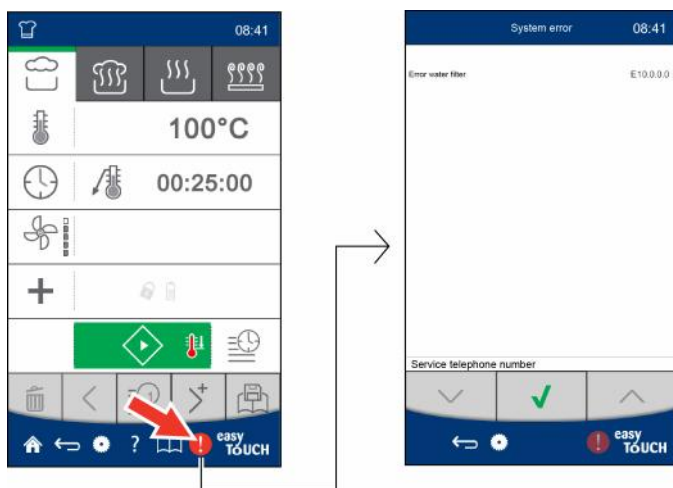 08:41
100°C
00:25:00
?
!
easy
TOUCH
System error 08:41
Error water filter E10.0.0.0
Service telephone number
!
easy
TOUCH